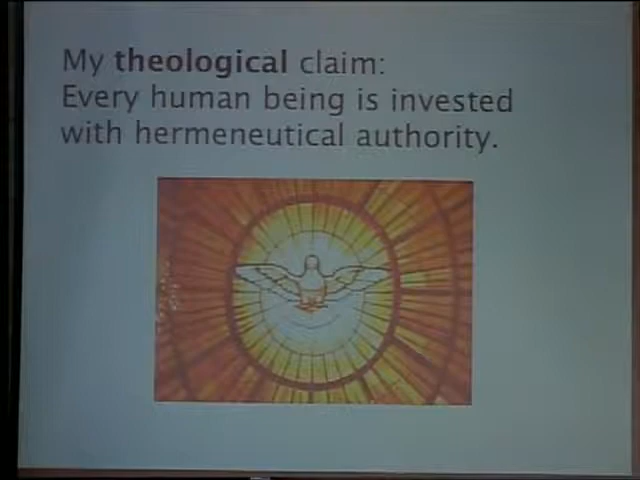 My theological claim:
Every human being is invested
with hermeneutical authority.